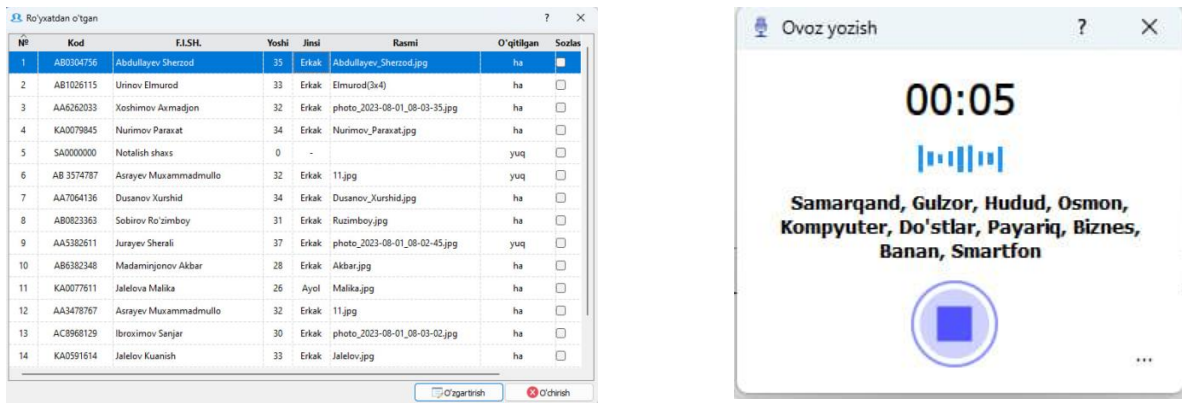 Ro'yxatdan o'tgan ? ×
Nº Kod F.I.SH. Yoshi Jinsi Rasmi O'qitilgan Sozlas
1 AB0304756 Abdullayev Sherzod 35 Erkak Abdullayev_Sherzod.jpg ha
2 AB1026115 Urinov Elmurod 33 Erkak Elmurod(3x4) ha
3 AA6262033 Xoshimov Axmadjon 32 Erkak photo_2023-08-01_08-03-35.jpg ha
4 KA0079845 Nurimov Paraxat 34 Erkak Nurimov_Paraxat.jpg ha
5 SA0000000 Notalish shaxs 0 - yuq
6 AB 3574787 Asrayev Muxammadmullo 32 Erkak 11.jpg yuq
7 AA7064136 Dusanov Xurshid 34 Erkak Dusanov_Xurshid.jpg ha
8 AB0823363 Sobirov Ro'zimboy 31 Erkak Ruzimboy.jpg ha
9 AA5382611 Jurayev Sherali 37 Erkak photo_2023-08-01_08-02-45.jpg yuq
10 AB6382348 Madaminjonov Akbar 28 Erkak Akbar.jpg ha
11 KA0077611 Jalelova Malika 26 Ayol Malika.jpg ha
12 AA3478767 Asrayev Muxammadmullo 32 Erkak 11.jpg ha
13 AC8968129 Ibroximov Sanjar 30 Erkak photo_2023-08-01_08-03-02.jpg ha
14 KA0591614 Jalelov Kuanish 33 Erkak Jalelov.jpg ha
O'zgartirish O'chirish
Ovoz yozish ? ×
00:05
Samarqand, Gulzor, Hudud, Osmon,
Kompyuter, Do'stlar, Payariq, Biznes,
Banan, Smartfon
...